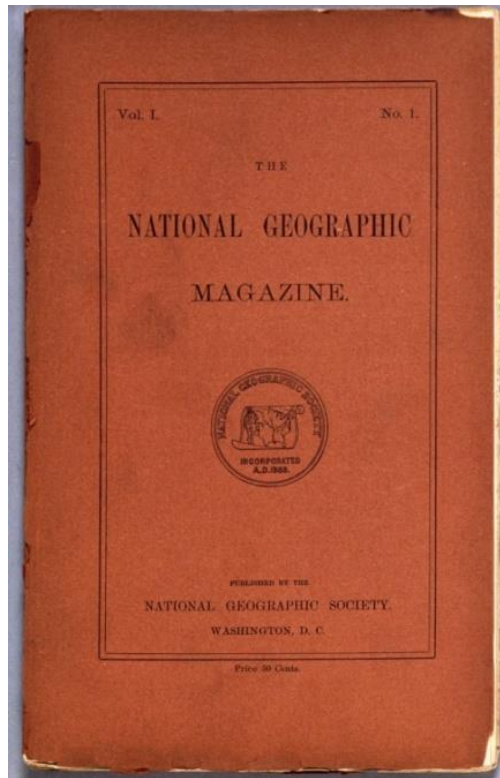 Vol. I. No. 1.
THE
NATIONAL GEOGRAPHIC
MAGAZINE.
NATIONAL GEOGRAPHIC SOCIETY
INCORPORATED
A.D. 1888.
PUBLISHED BY THE
NATIONAL GEOGRAPHIC SOCIETY.
WASHINGTON, D. C.
Price 50 Cents.